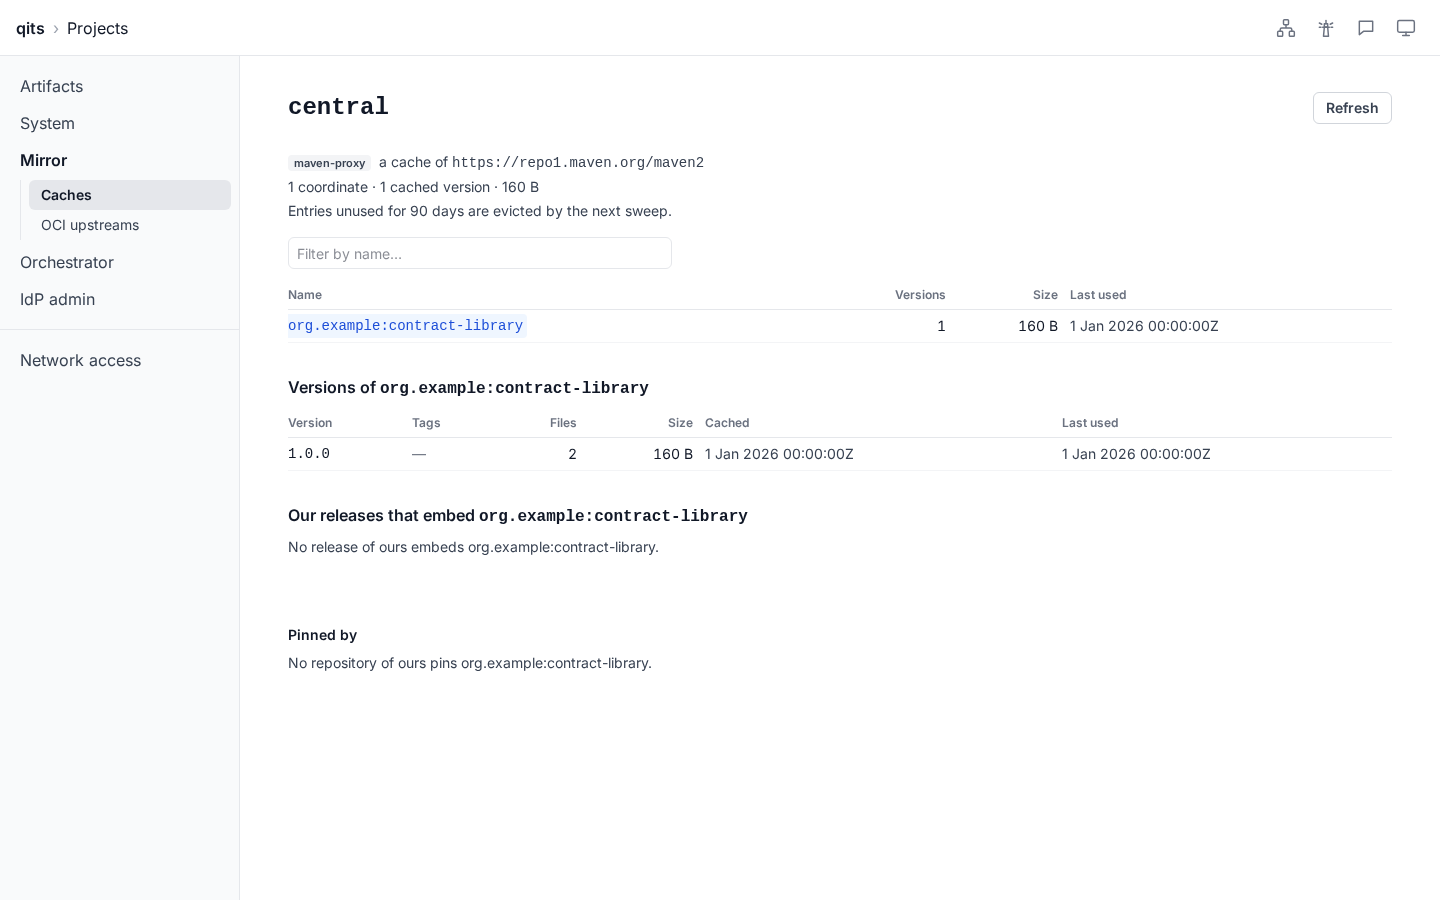 qits › Projects
Artifacts
System
Mirror
Caches
OCI upstreams
Orchestrator
IdP admin
Network access
central
Refresh
maven-proxy a cache of https://repo1.maven.org/maven2
1 coordinate · 1 cached version · 160 B
Entries unused for 90 days are evicted by the next sweep.
Filter by name...
Name Versions Size Last used
org.example:contract-library 1 160 B 1 Jan 2026 00:00:00Z
Versions of org.example:contract-library
Version Tags Files Size Cached Last used
1.0.0 — 2 160 B 1 Jan 2026 00:00:00Z 1 Jan 2026 00:00:00Z
Our releases that embed org.example:contract-library
No release of ours embeds org.example:contract-library.
Pinned by
No repository of ours pins org.example:contract-library.